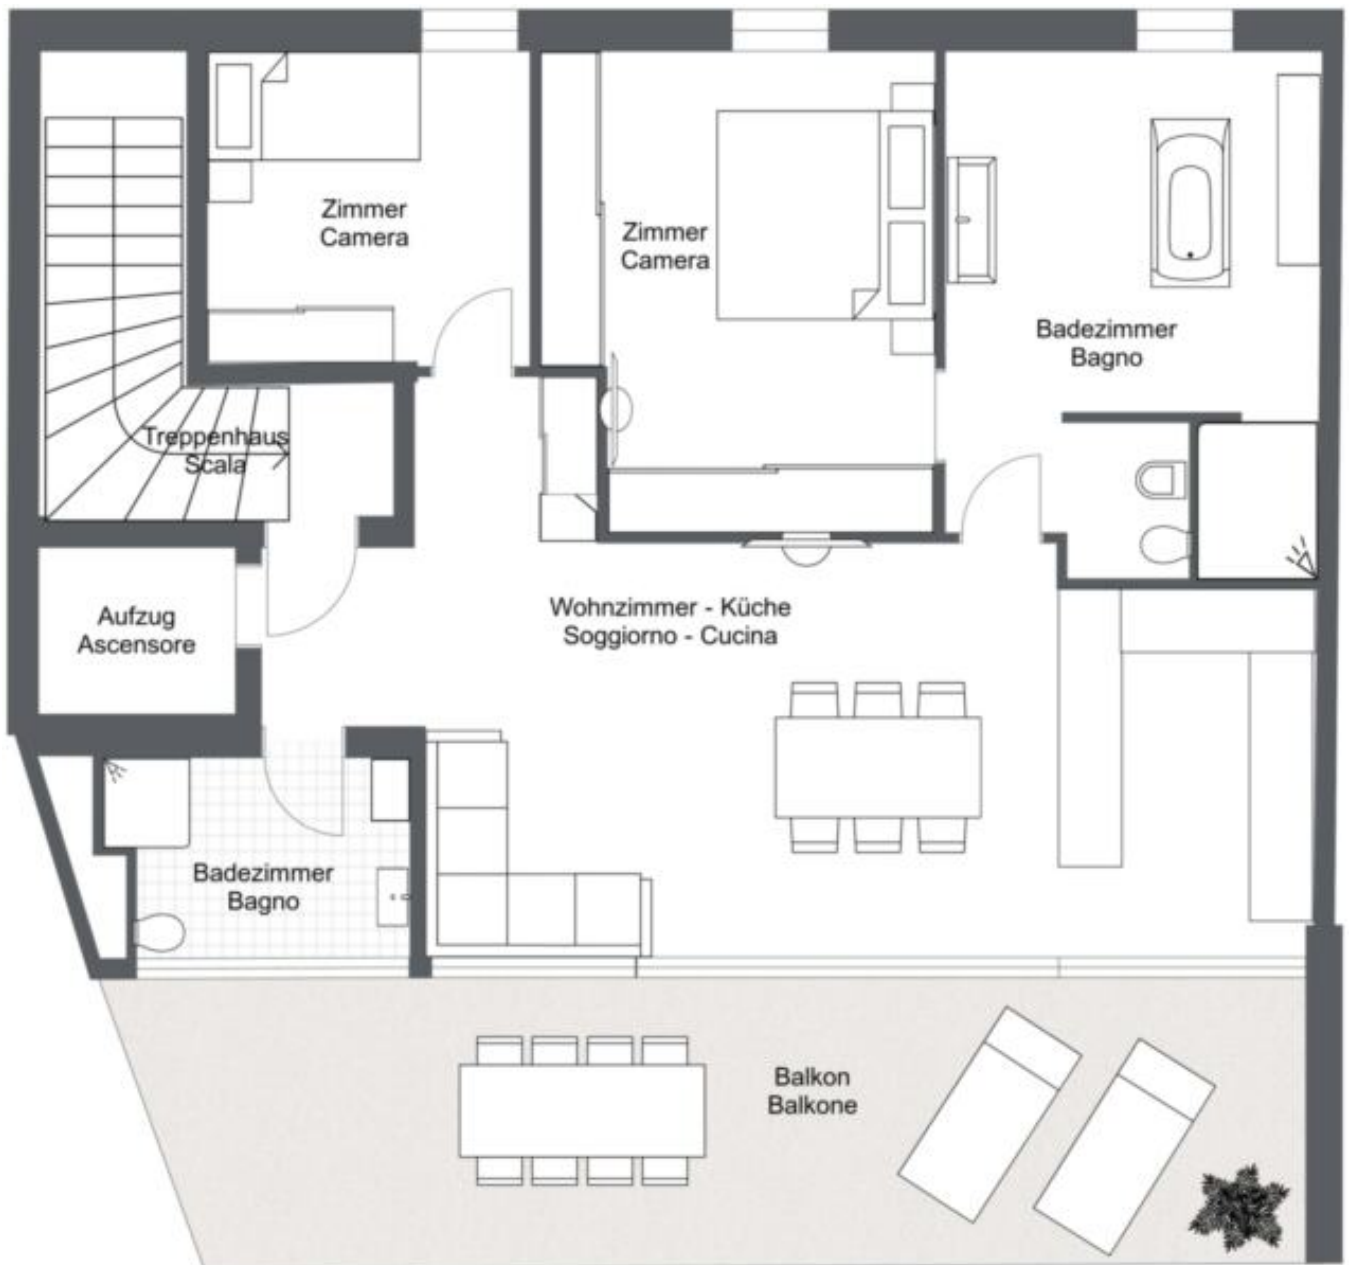 Zimmer
Camera
Zimmer
Camera
Badezimmer
Bagno
Treppenhaus
Scala
Aufzug
Ascensore
Wohnzimmer - Küche
Soggiorno - Cucina
Badezimmer
Bagno
Balkon
Balkone